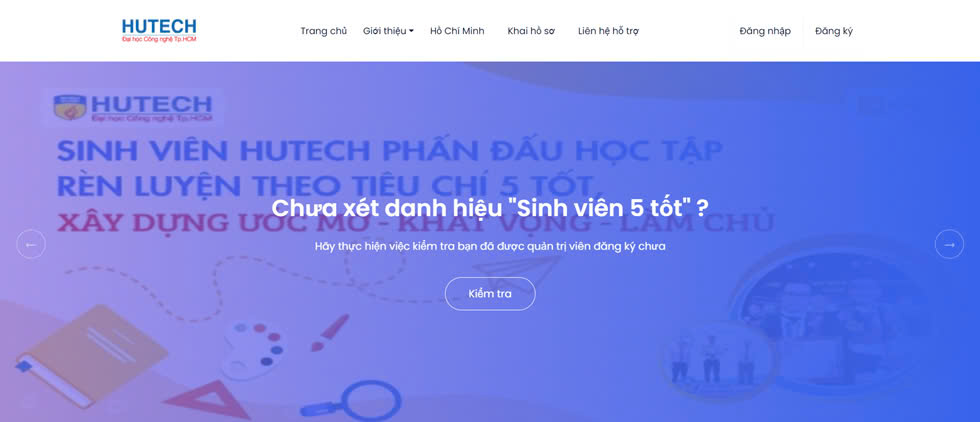 HUTECH
Đại học Công nghệ Tp.HCM
Trang chủ
Giới thiệu
Hồ Chí Minh
Khai hồ sơ
Liên hệ hỗ trợ
Đăng nhập
Đăng ký
HUTECH
Đại học Công nghệ Tp.HCM
SINH VIÊN HUTECH PHẤN ĐẤU HỌC TẬP
RÈN LUYỆN THEO TIÊU CHÍ 5 TỐT,
Chưa xét danh hiệu "Sinh viên 5 tốt" ?
XÂY DỰNG ƯỚC MƠ - KHÁT VỌNG - LÀM CHỦ
Hãy thực hiện việc kiểm tra bạn đã được quản trị viên đăng ký chưa
Kiểm tra